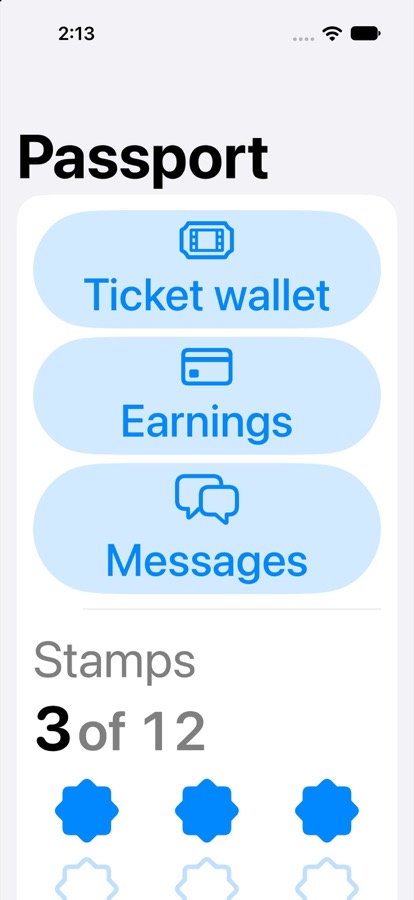 2:13
Passport
Ticket wallet
Earnings
Messages
Stamps
3 of 12